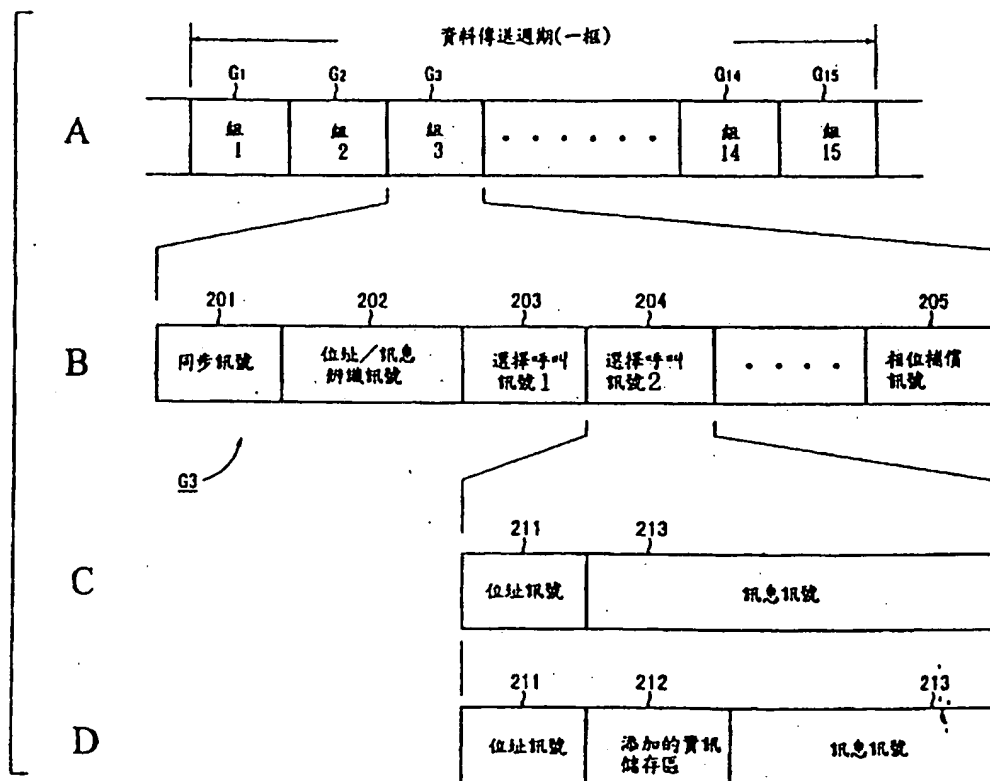 資料傳送週期(一框)
G1 G2 G3 G14 G15
A
組 1
組 2
組 3
· · · · · ·
組 14
組 15
201 202 203 204 205
B
同步訊號
位址／訊息
辨識訊號
選擇呼叫
訊號1
選擇呼叫
訊號2
· · · ·
相位補償
訊號
G3
211 213
C
位址訊號
訊息訊號
211 212 213
D
位址訊號
添加的資訊
儲存區
訊息訊號